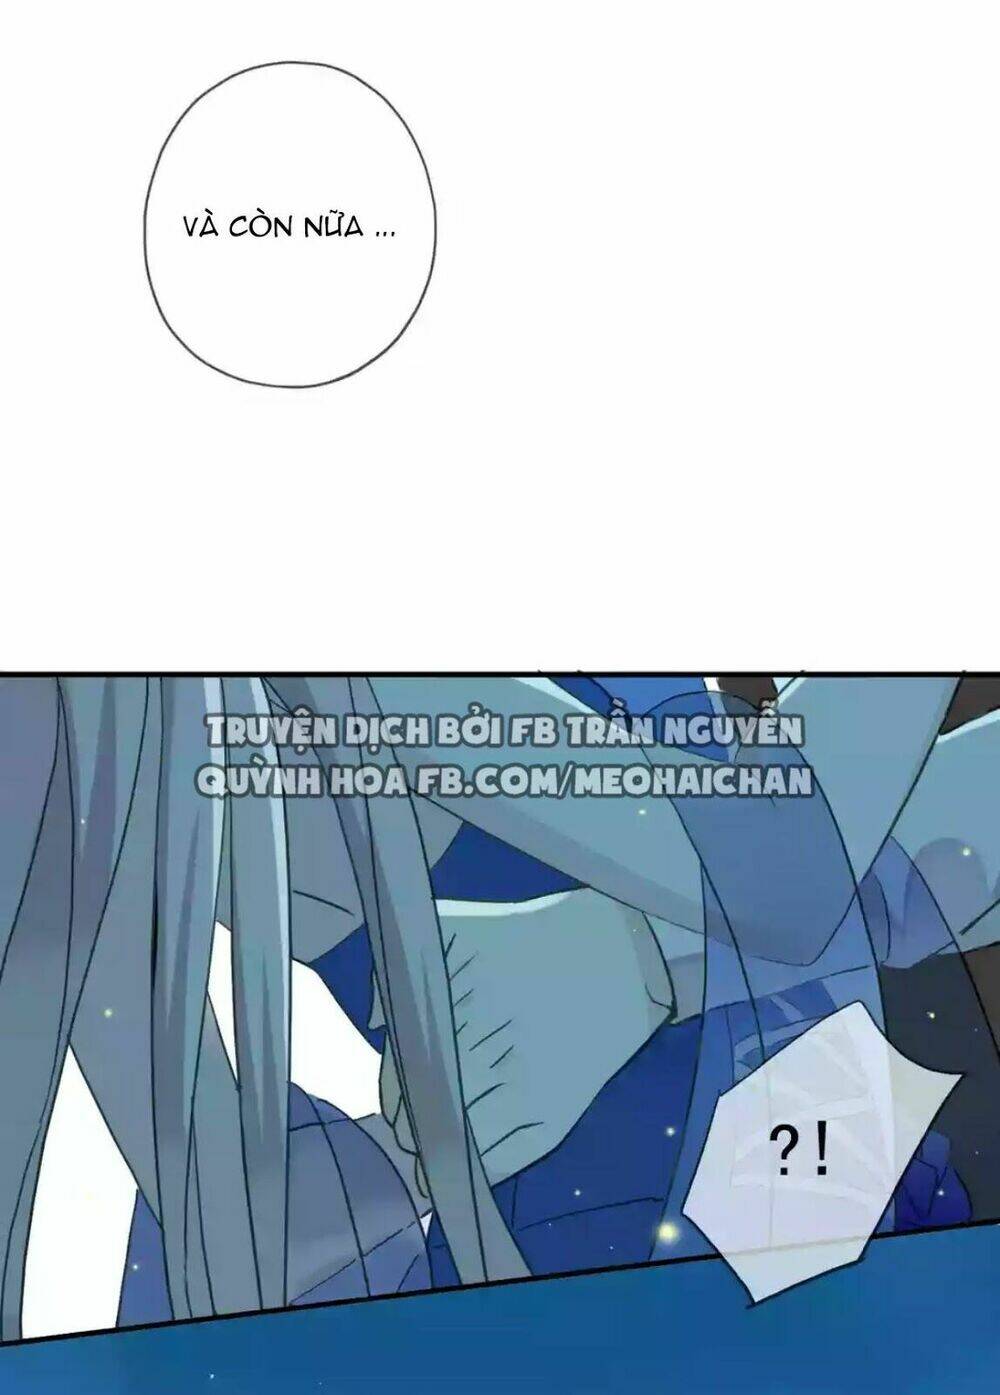 VÀ CÒN NỮA ...
TRUYỆN DỊCH BỞI FB TRẦN NGUYỄN
QUỲNH HOA FB.COM/MEOHAICHAN
?!